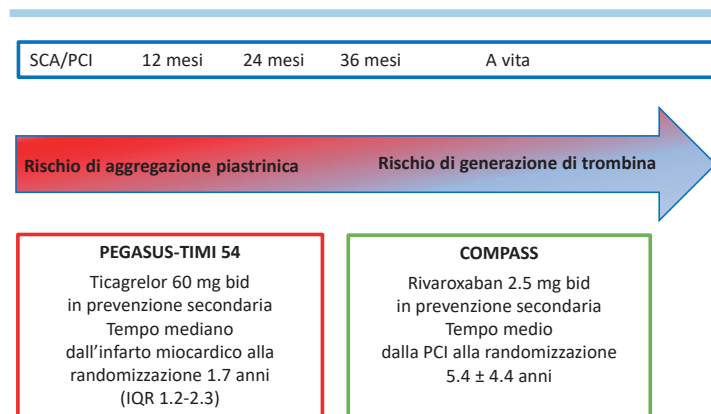 SCA/PCI 12 mesi 24 mesi 36 mesi A vita
Rischio di aggregazione piastrinica Rischio di generazione di trombina
PEGASUS-TIMI 54
Ticagrelor 60 mg bid
in prevenzione secondaria
Tempo mediano
dall'infarto miocardico alla
randomizzazione 1.7 anni
(IQR 1.2-2.3)
COMPASS
Rivaroxaban 2.5 mg bid
in prevenzione secondaria
Tempo medio
dalla PCI alla randomizzazione
5.4 ± 4.4 anni